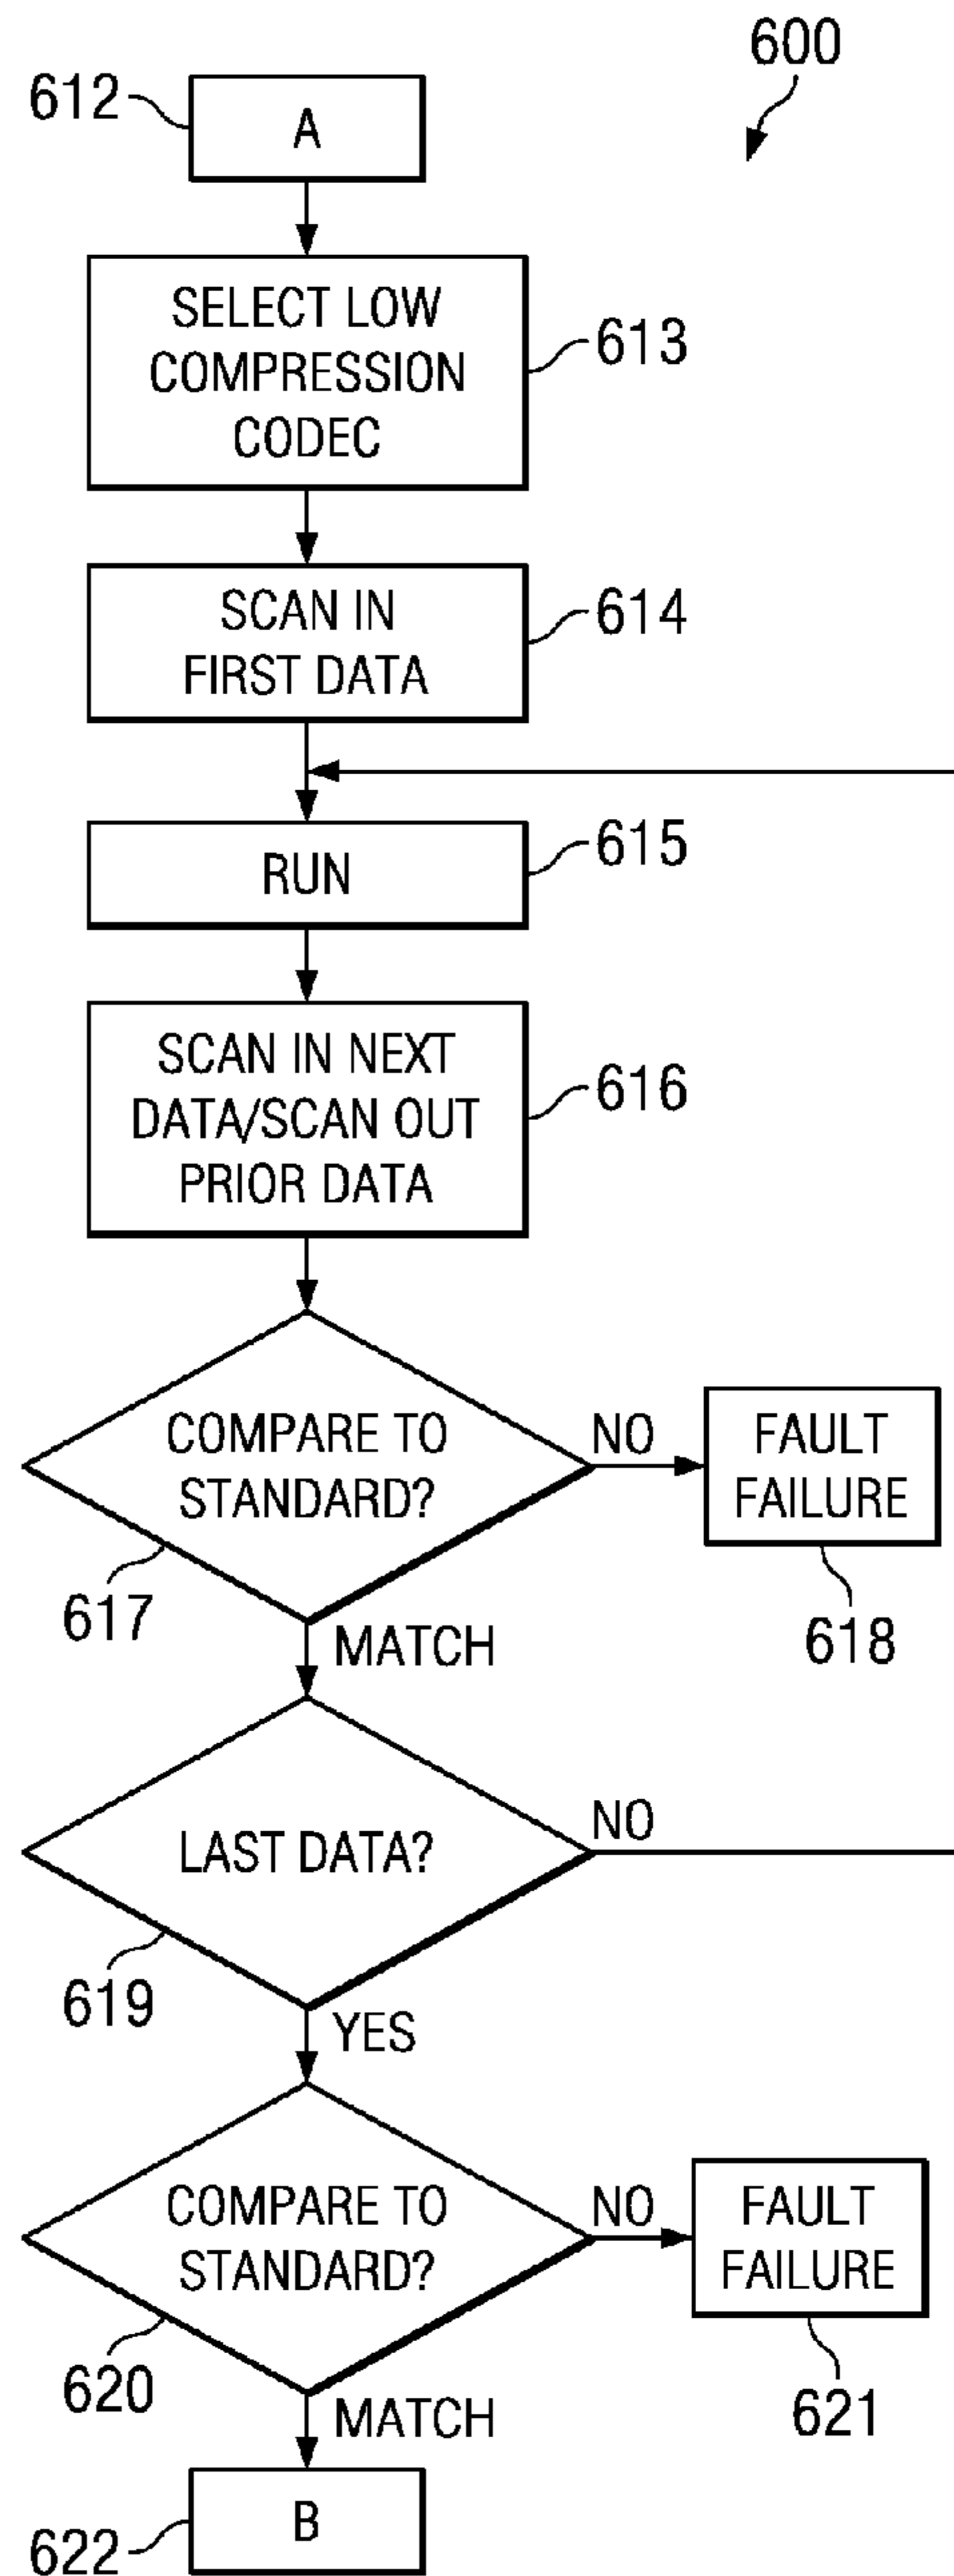 600
612
A
SELECT LOW
COMPRESSION
CODEC
613
SCAN IN
FIRST DATA
614
RUN
615
SCAN IN NEXT
DATA/SCAN OUT
PRIOR DATA
616
COMPARE TO
STANDARD?
617
NO
FAULT
FAILURE
618
MATCH
LAST DATA?
619
NO
YES
COMPARE TO
STANDARD?
620
NO
FAULT
FAILURE
621
MATCH
B
622